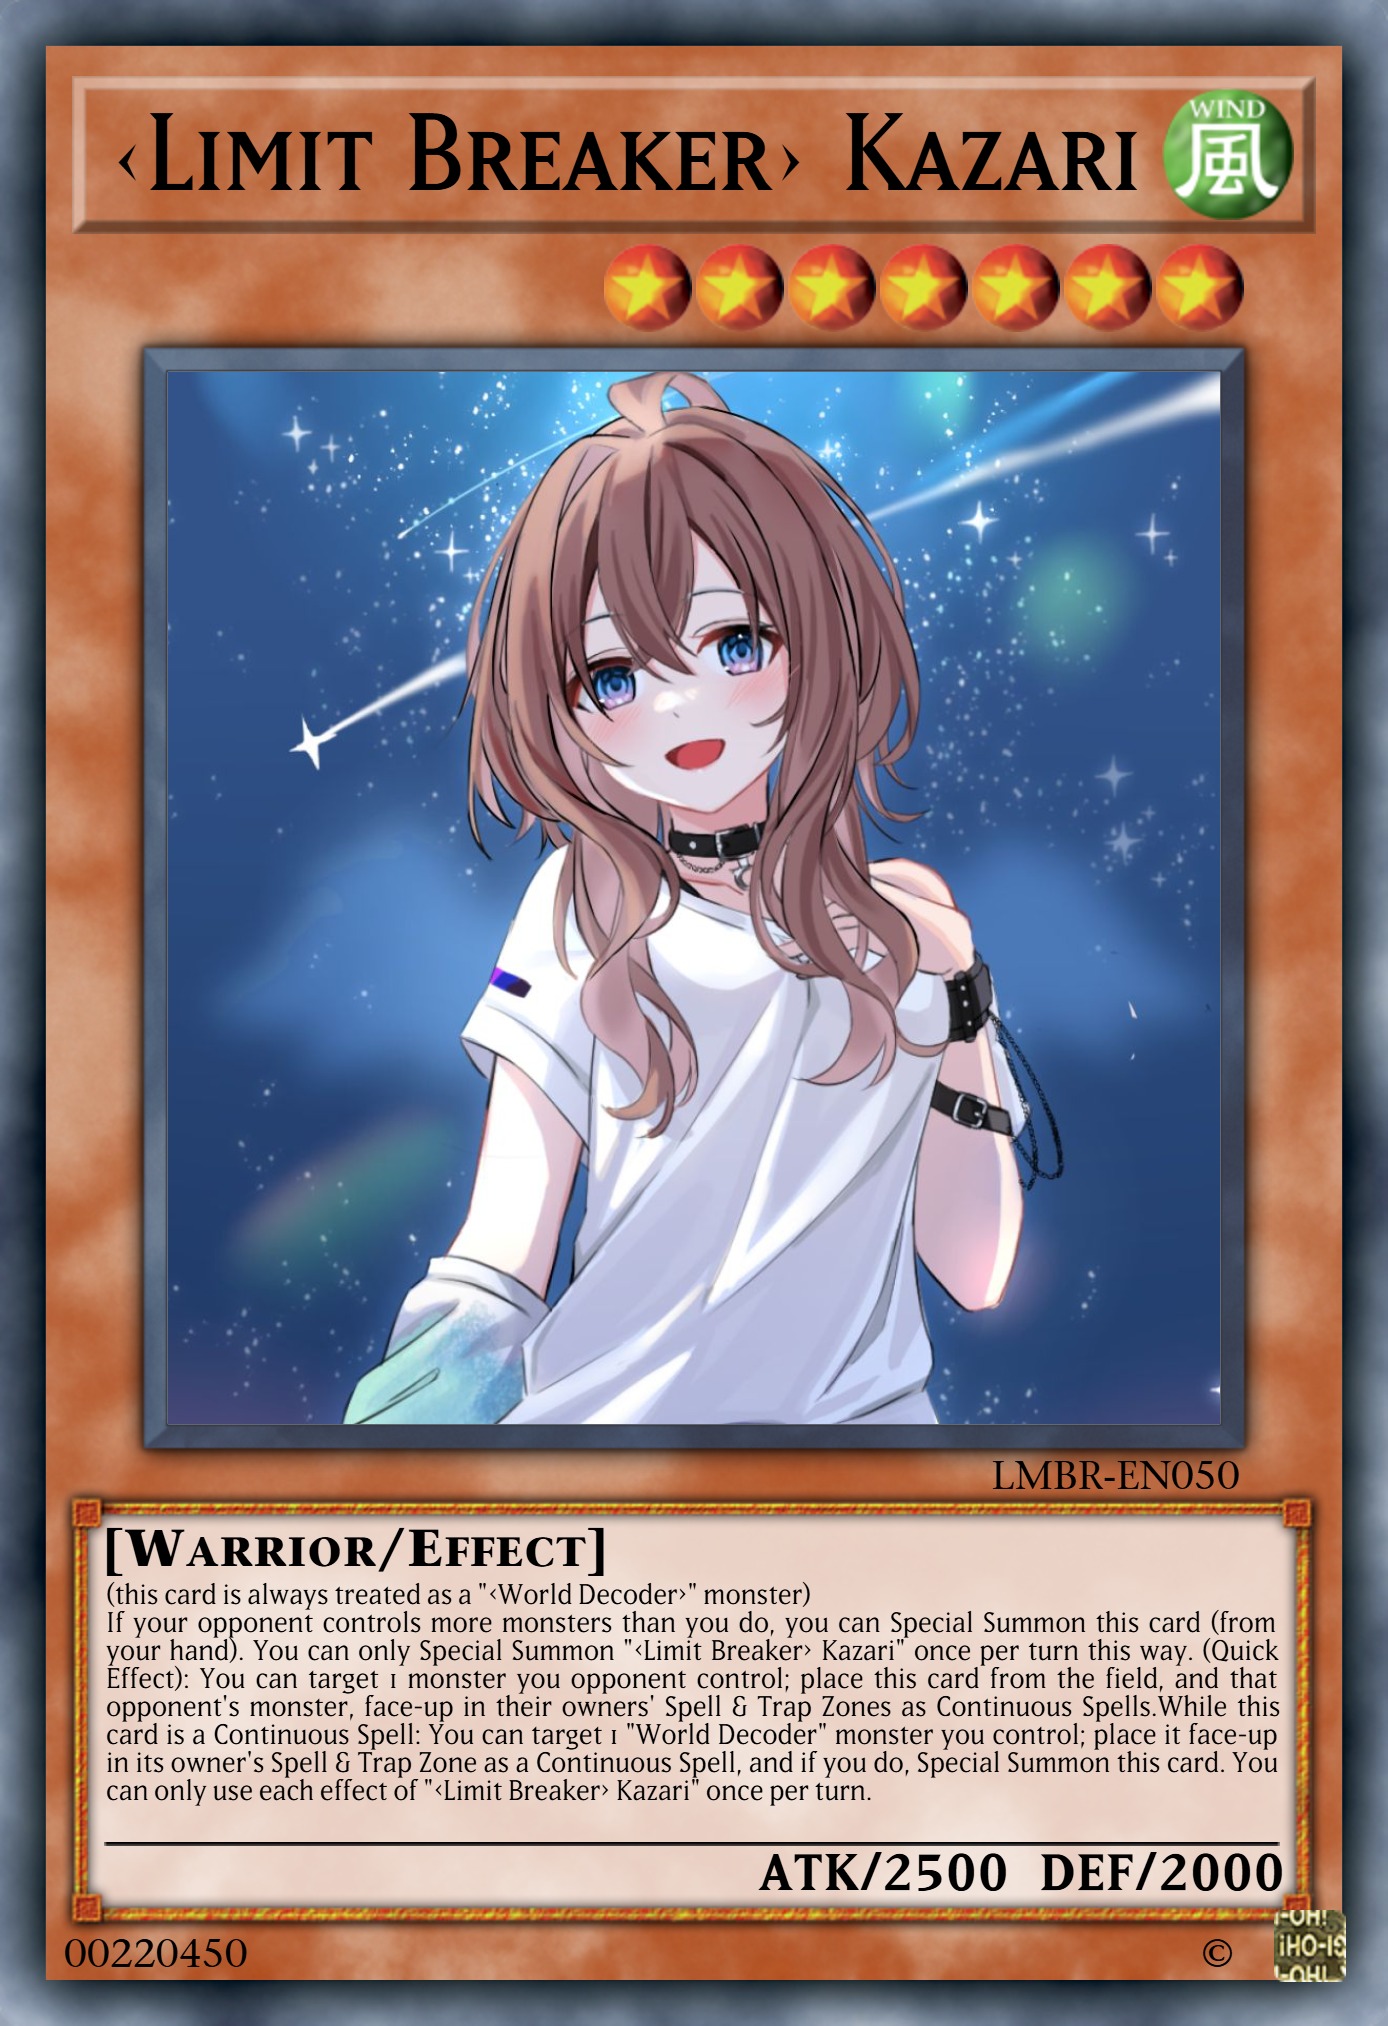 ‹Limit Breaker› Kazari
WIND
風
LMBR-EN050
[Warrior/Effect]
(this card is always treated as a "‹World Decoder›" monster)
If your opponent controls more monsters than you do, you can Special Summon this card (from
your hand). You can only Special Summon "‹Limit Breaker› Kazari" once per turn this way. (Quick
Effect): You can target 1 monster you opponent control; place this card from the field, and that
opponent's monster, face-up in their owners' Spell & Trap Zones as Continuous Spells.While this
card is a Continuous Spell: You can target 1 "World Decoder" monster you control; place it face-up
in its owner's Spell & Trap Zone as a Continuous Spell, and if you do, Special Summon this card. You
can only use each effect of "‹Limit Breaker› Kazari" once per turn.
ATK/2500 DEF/2000
00220450
©